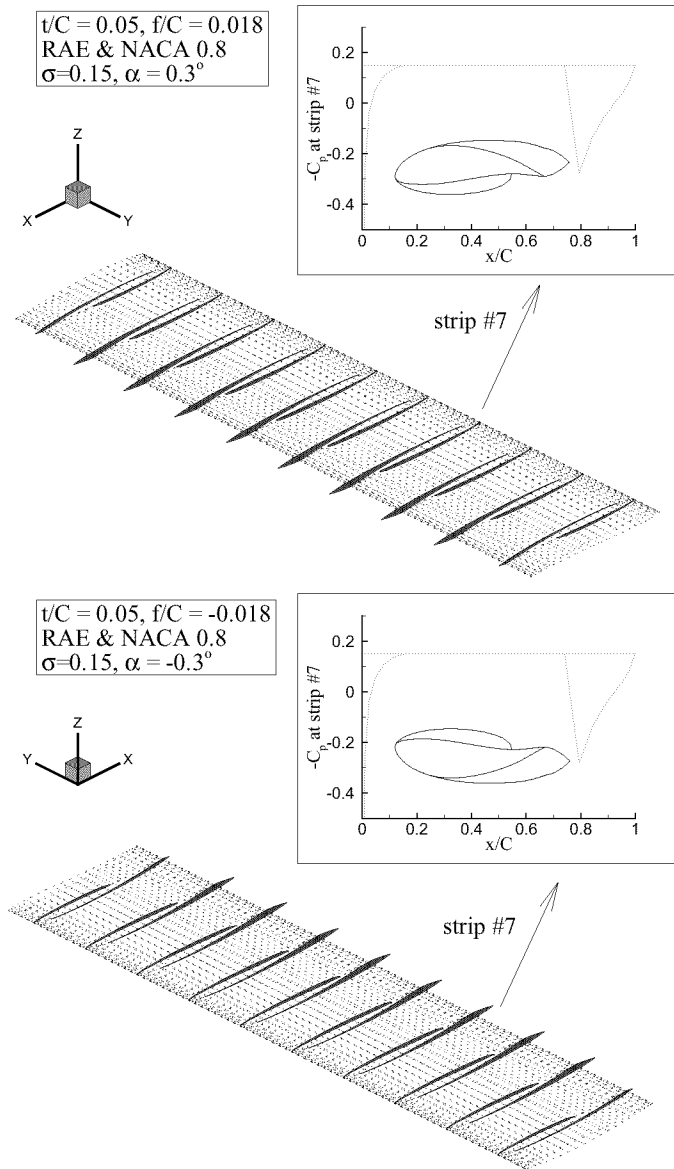 t/C = 0.05, f/C = 0.018
RAE & NACA 0.8
σ=0.15, α = 0.3°
Z
X
Y
-Cp at strip #7
0.2
0
-0.2
-0.4
0 0.2 0.4 0.6 0.8 1
x/C
strip #7
t/C = 0.05, f/C = -0.018
RAE & NACA 0.8
σ=0.15, α = -0.3°
Z
Y
X
-Cp at strip #7
0.2
0
-0.2
-0.4
0 0.2 0.4 0.6 0.8 1
x/C
strip #7